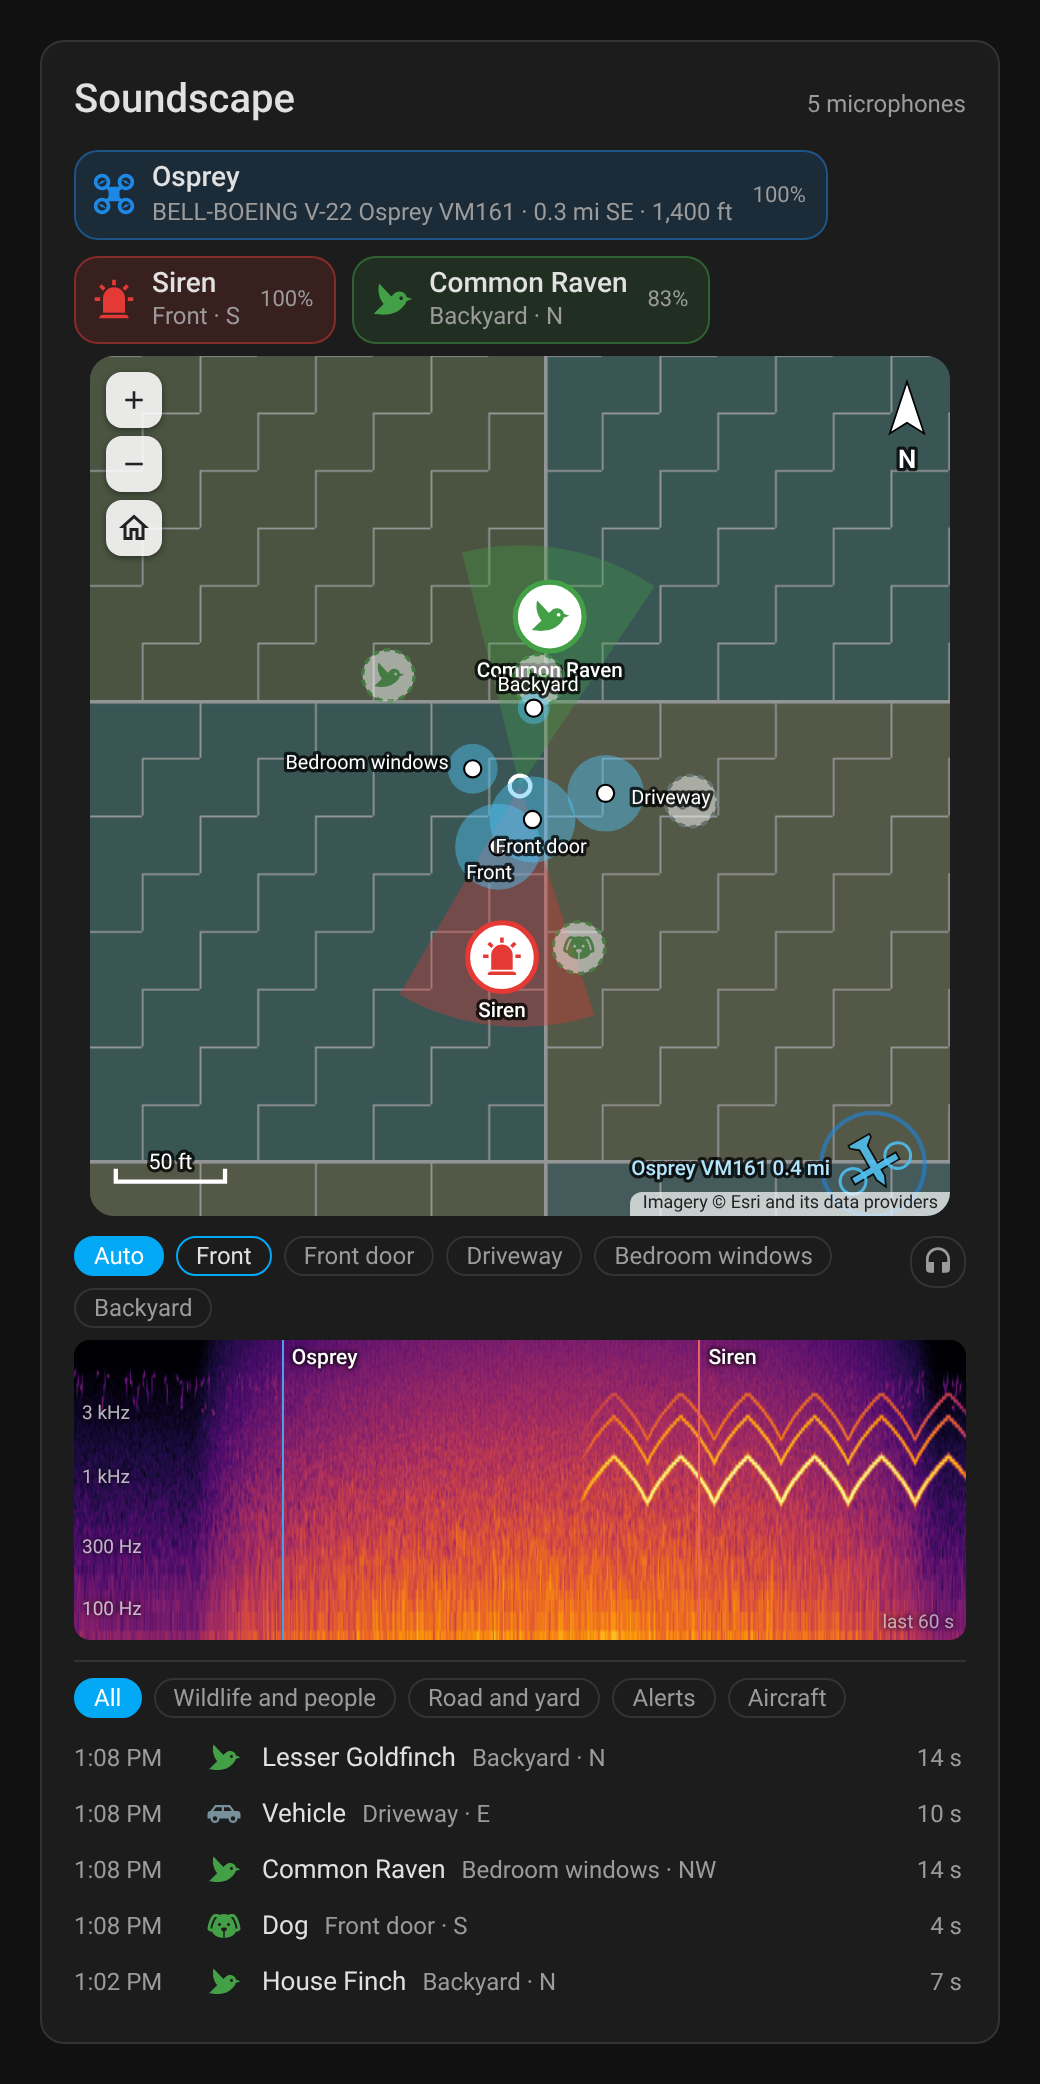 Soundscape
5 microphones
Osprey
BELL-BOEING V-22 Osprey VM161 · 0.3 mi SE · 1,400 ft
100%
Siren
Front · S
100%
Common Raven
Backyard · N
83%
+
−
N
Common Raven
Backyard
Bedroom windows
Driveway
Front door
Front
Siren
50 ft
Osprey VM161 0.4 mi
Imagery © Esri and its data providers
Auto
Front
Front door
Driveway
Bedroom windows
Backyard
Osprey
Siren
3 kHz
1 kHz
300 Hz
100 Hz
last 60 s
All
Wildlife and people
Road and yard
Alerts
Aircraft
1:08 PM Lesser Goldfinch Backyard · N 14 s
1:08 PM Vehicle Driveway · E 10 s
1:08 PM Common Raven Bedroom windows · NW 14 s
1:08 PM Dog Front door · S 4 s
1:02 PM House Finch Backyard · N 7 s